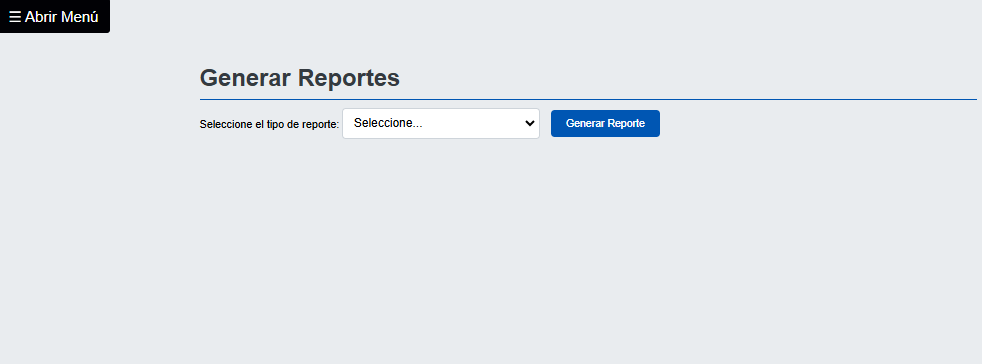 ☰ Abrir Menú
Generar Reportes
Seleccione el tipo de reporte: Seleccione... Generar Reporte